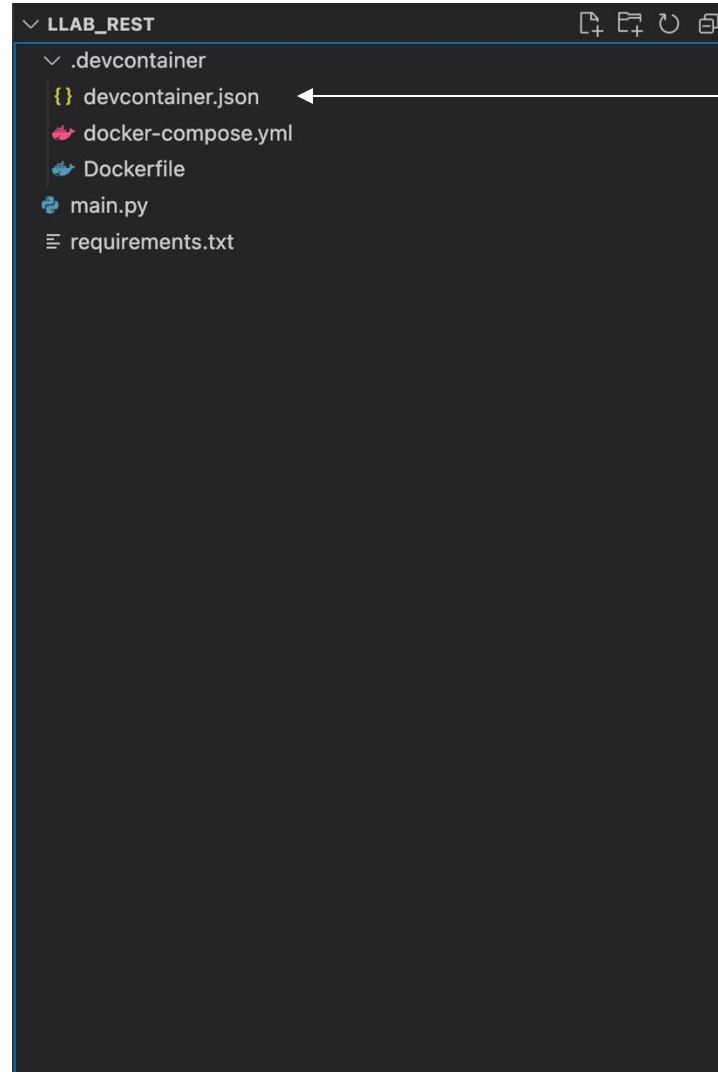 LLAB_REST
.devcontainer
{} devcontainer.json
docker-compose.yml
Dockerfile
main.py
requirements.txt